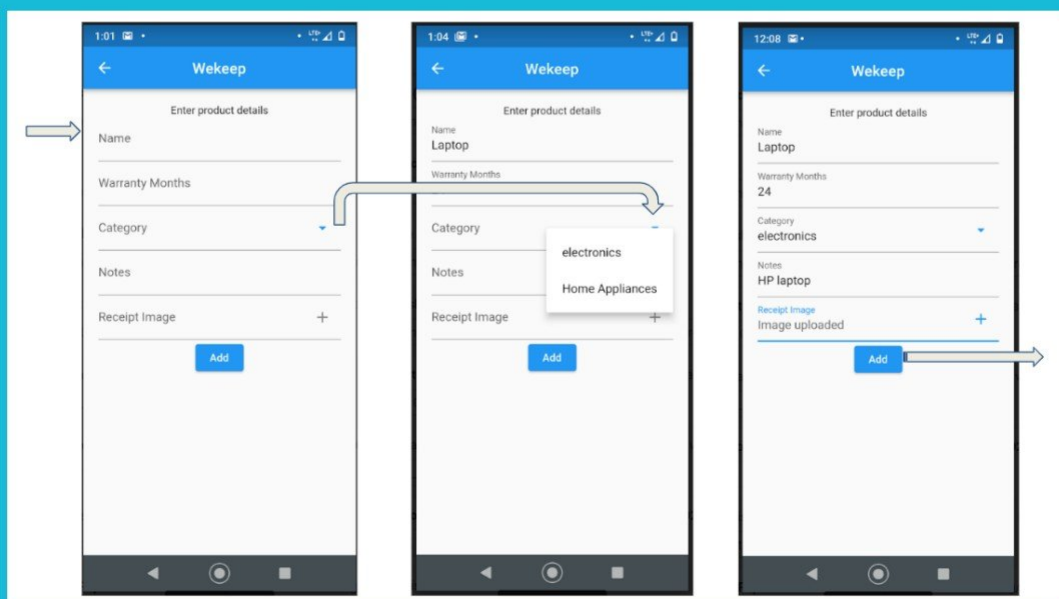 1:01
Wekeep
Enter product details
Name
Warranty Months
Category
Notes
Receipt Image
Add
1:04
Wekeep
Enter product details
Name
Laptop
Warranty Months
Category
electronics
Notes
Home Appliances
Receipt Image
Add
12:08
Wekeep
Enter product details
Name
Laptop
Warranty Months
24
Category
electronics
Notes
HP laptop
Receipt Image
Image uploaded
Add